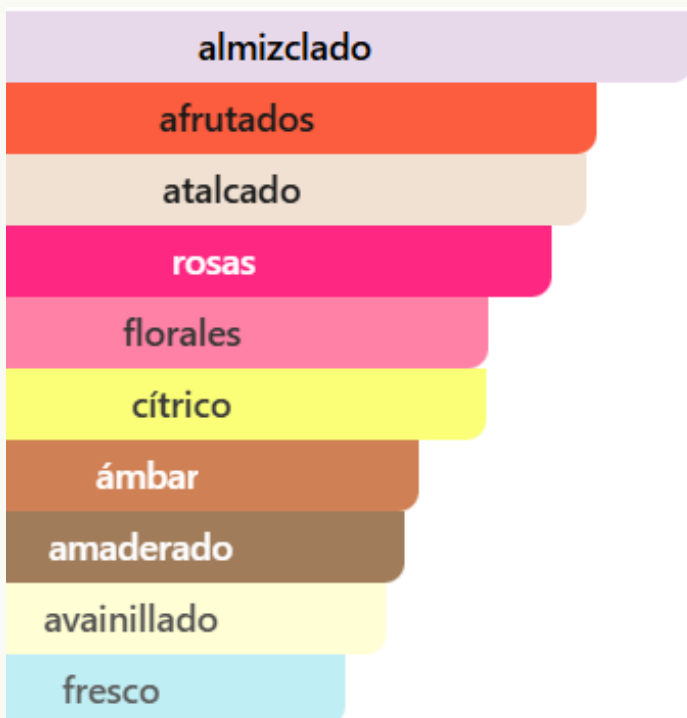 almizclado
afrutados
atalcado
rosas
florales
cítrico
ámbar
amaderado
avainillado
fresco